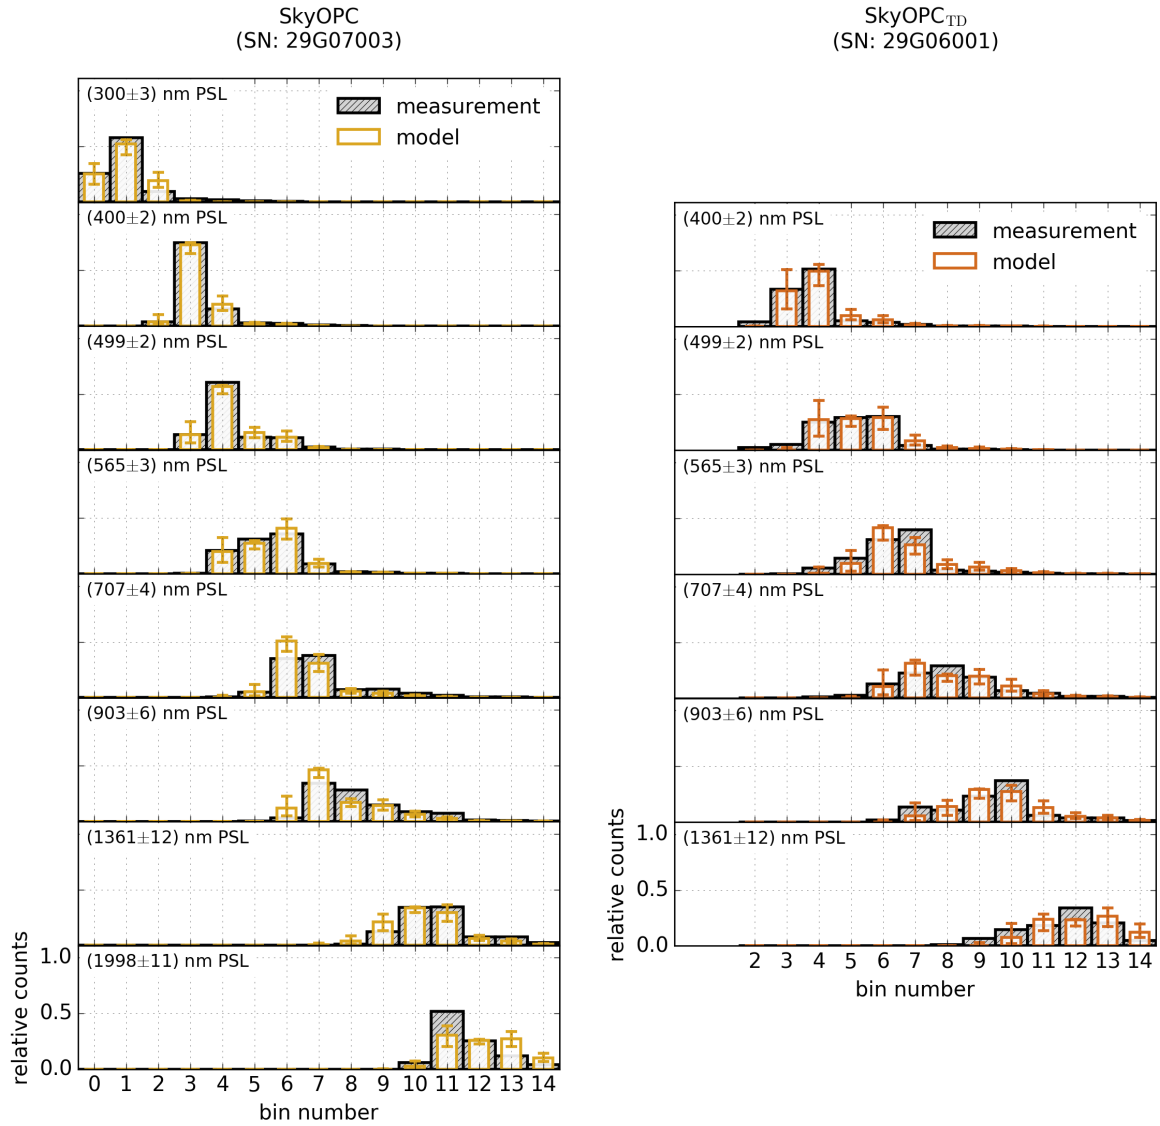 SkyOPC
(SN: 29G07003)
(300±3) nm PSL
measurement
model
(400±2) nm PSL
(499±2) nm PSL
(565±3) nm PSL
(707±4) nm PSL
(903±6) nm PSL
(1361±12) nm PSL
(1998±11) nm PSL
1.0
0.5
0.0
relative counts
0 1 2 3 4 5 6 7 8 9 10 11 12 13 14
bin number
SkyOPC_TD
(SN: 29G06001)
(400±2) nm PSL
measurement
model
(499±2) nm PSL
(565±3) nm PSL
(707±4) nm PSL
(903±6) nm PSL
(1361±12) nm PSL
1.0
0.5
0.0
relative counts
2 3 4 5 6 7 8 9 10 11 12 13 14
bin number